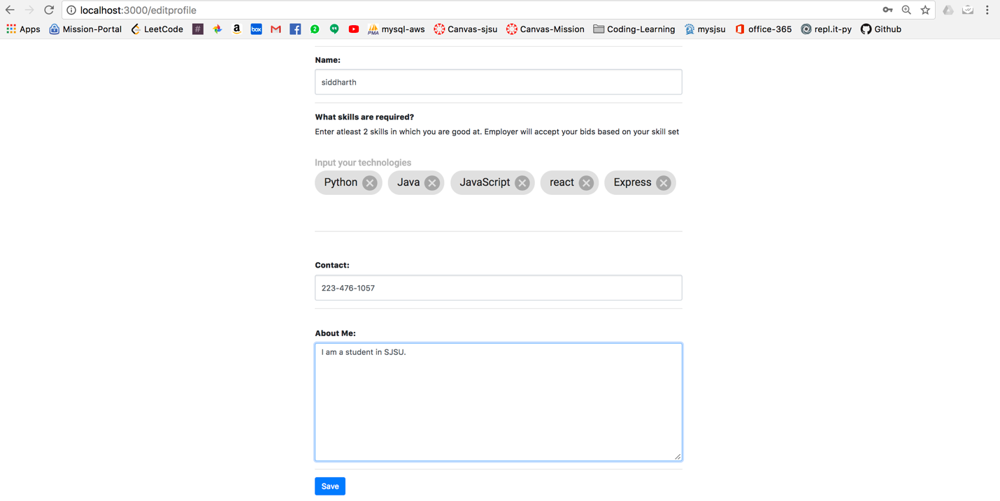 localhost:3000/editprofile
Apps Mission-Portal LeetCode # a box 2 PMA mysql-aws Canvas-sjsu Canvas-Mission Coding-Learning mysjsu office-365 repl.it-py Github
Name:
siddharth
What skills are required?
Enter atleast 2 skills in which you are good at. Employer will accept your bids based on your skill set
Input your technologies
Python Java JavaScript react Express
Contact:
223-476-1057
About Me:
I am a student in SJSU.
Save